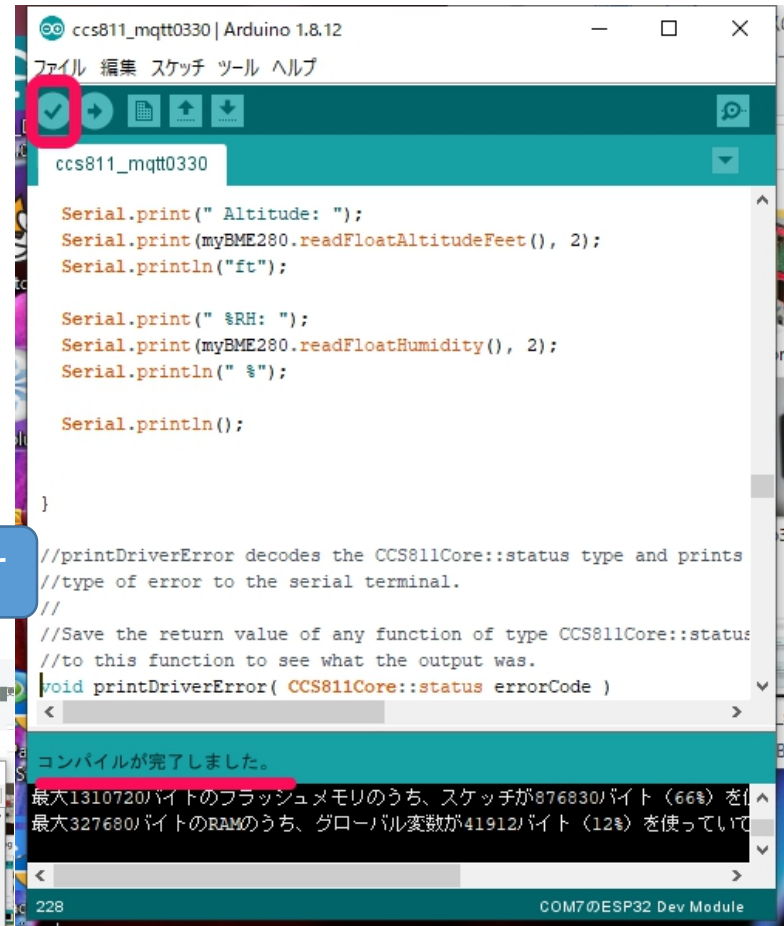 ccs811_mqtt0330 | Arduino 1.8.12
ファイル 編集 スケッチ ツール ヘルプ
ccs811_mqtt0330
Serial.print(" Altitude: ");
Serial.print(myBME280.readFloatAltitudeFeet(), 2);
Serial.println("ft");
Serial.print(" %RH: ");
Serial.print(myBME280.readFloatHumidity(), 2);
Serial.println(" %");
Serial.println();
}
//printDriverError decodes the CCS811Core::status type and prints
//type of error to the serial terminal.
//
//Save the return value of any function of type CCS811Core::status
//to this function to see what the output was.
void printDriverError( CCS811Core::status errorCode )
コンパイルが完了しました。
最大1310720バイトのフラッシュメモリのうち、スケッチが876830バイト（66%）を
最大327680バイトのRAMのうち、グローバル変数が41912バイト（12%）を使っていて
228
COM7のESP32 Dev Module